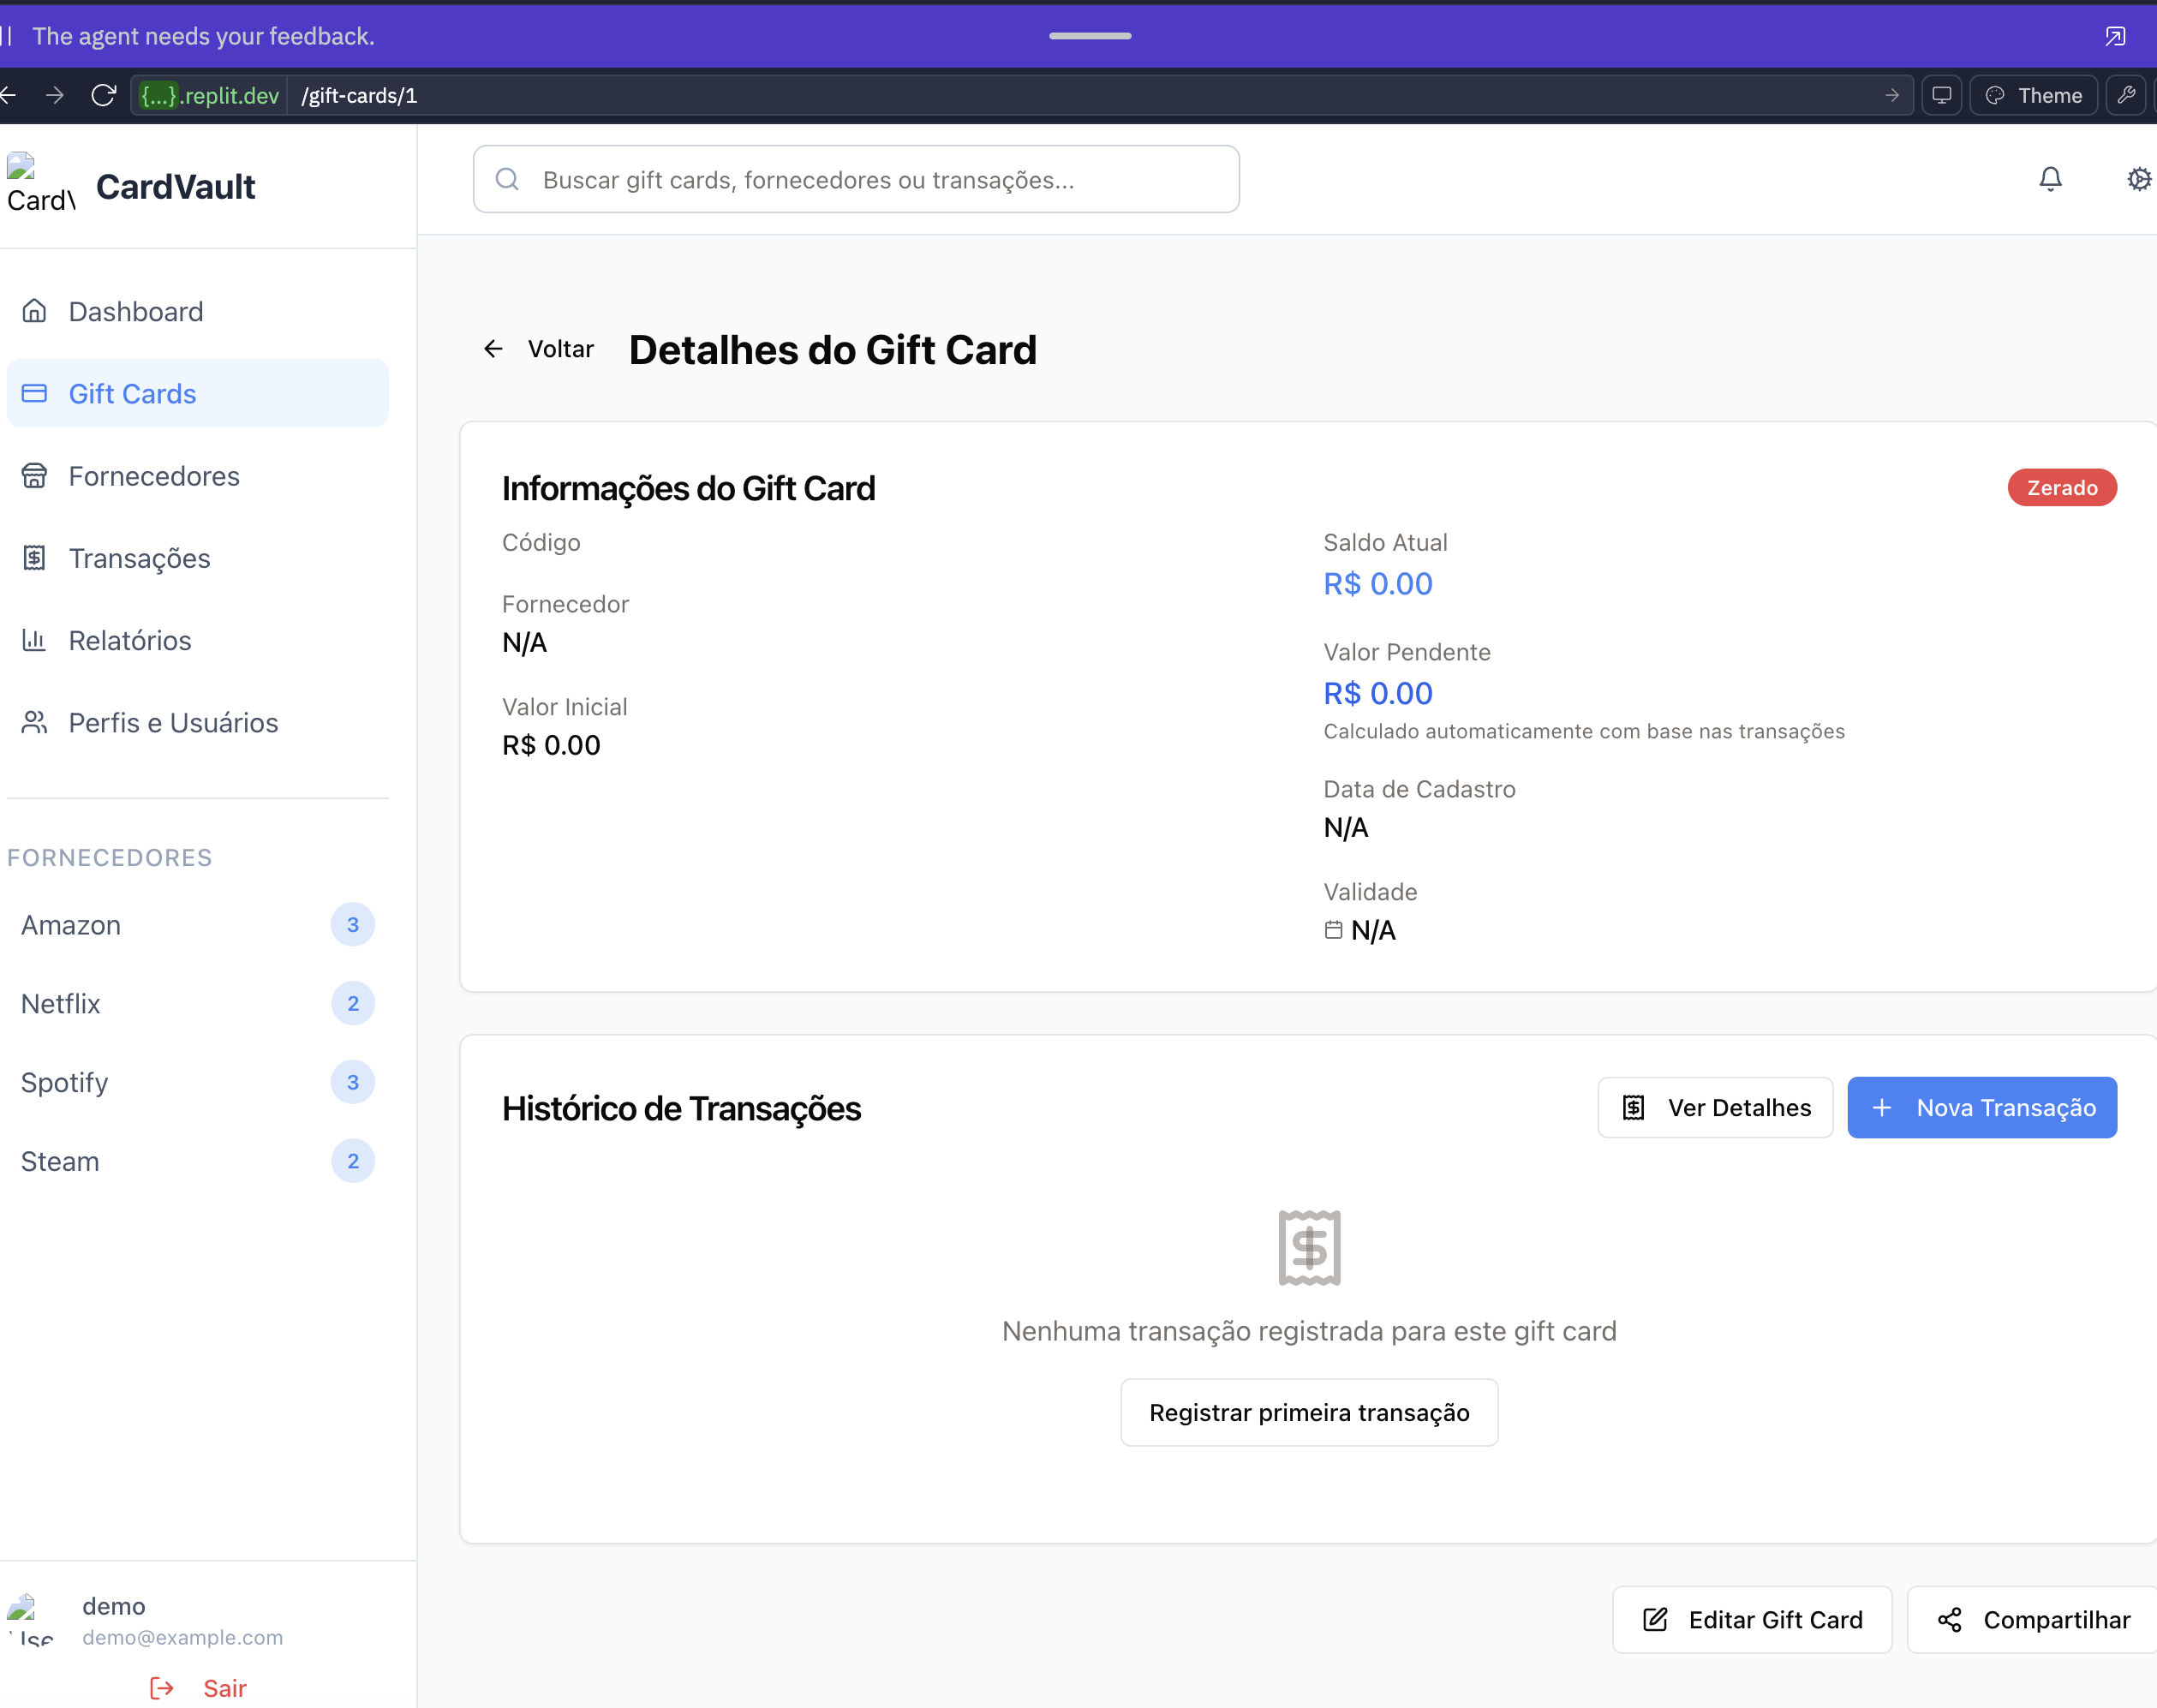 The agent needs your feedback.
{...}.replit.dev /gift-cards/1
Theme
Card\
CardVault
Buscar gift cards, fornecedores ou transações...
Dashboard
Gift Cards
Fornecedores
Transações
Relatórios
Perfis e Usuários
FORNECEDORES
Amazon 3
Netflix 2
Spotify 3
Steam 2
demo
demo@example.com
Sair
Voltar
Detalhes do Gift Card
Informações do Gift Card
Zerado
Código
Fornecedor
N/A
Valor Inicial
R$ 0.00
Saldo Atual
R$ 0.00
Valor Pendente
R$ 0.00
Calculado automaticamente com base nas transações
Data de Cadastro
N/A
Validade
N/A
Histórico de Transações
Ver Detalhes
Nova Transação
Nenhuma transação registrada para este gift card
Registrar primeira transação
Editar Gift Card
Compartilhar